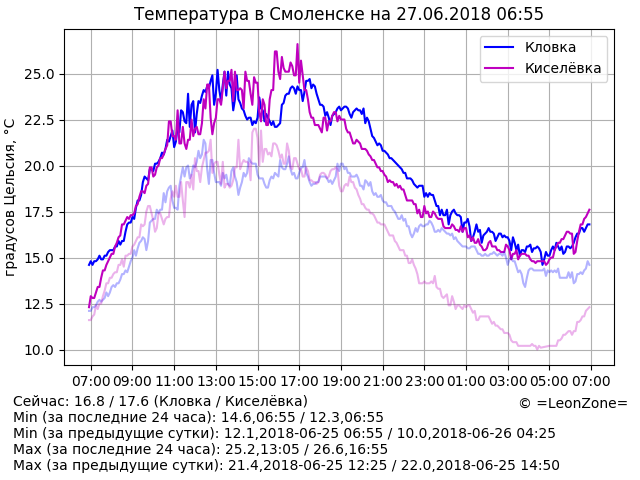 Температура в Смоленске на 27.06.2018 06:55
Кловка
Киселёвка
градусов Цельсия, °C
25.0
22.5
20.0
17.5
15.0
12.5
10.0
07:00 09:00 11:00 13:00 15:00 17:00 19:00 21:00 23:00 01:00 03:00 05:00 07:00
Сейчас: 16.8 / 17.6 (Кловка / Киселёвка)
© =LeonZone=
Min (за последние 24 часа): 14.6,06:55 / 12.3,06:55
Min (за предыдущие сутки): 12.1,2018-06-25 06:55 / 10.0,2018-06-26 04:25
Max (за последние 24 часа): 25.2,13:05 / 26.6,16:55
Max (за предыдущие сутки): 21.4,2018-06-25 12:25 / 22.0,2018-06-25 14:50